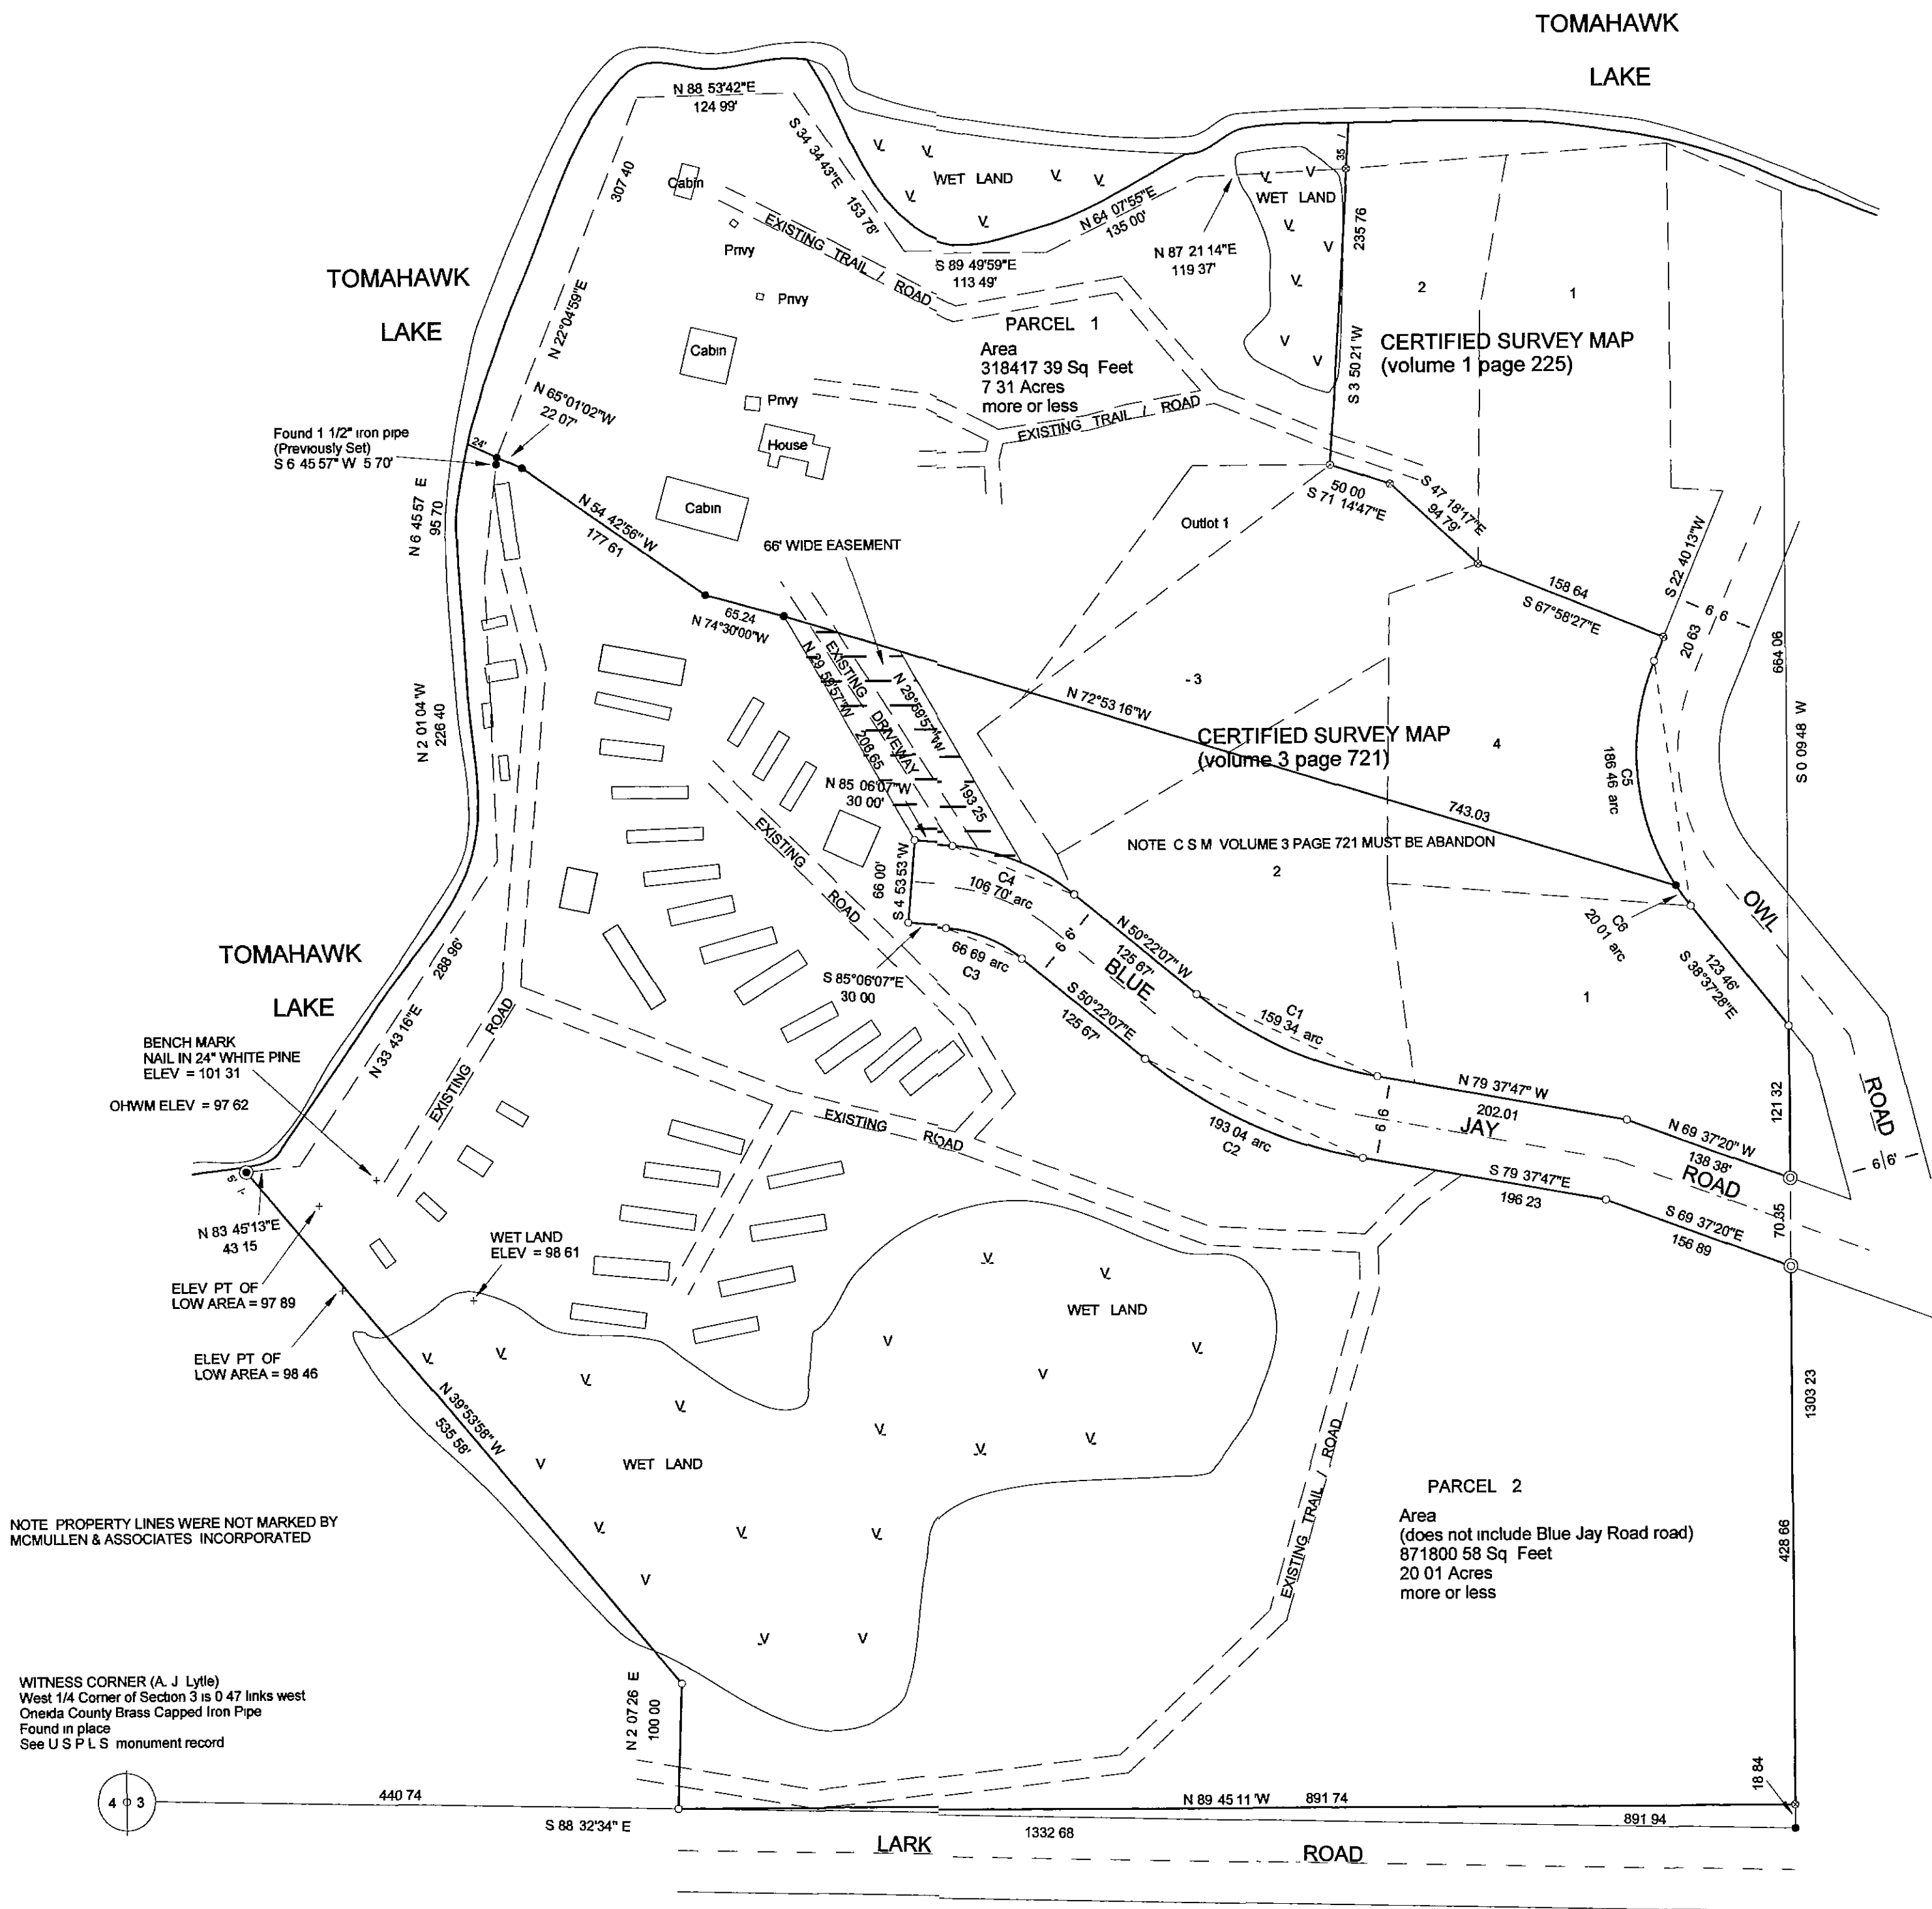 TOMAHAWK
LAKE
N 88 53'42"E
124 99'
S 34 34'43"E 153 78'
307 40
N 22°04'59"E
Cabin
Privy
EXISTING TRAIL / ROAD
WET LAND
S 89 49'59"E
113 49'
N 64 07'55"E
135 00'
N 87 21 14"E
119 37'
WET LAND
35
235 76
S 3 50 21 "W
2
1
CERTIFIED SURVEY MAP
(volume 1 page 225)
TOMAHAWK
LAKE
Privy
Cabin
Privy
House
Cabin
PARCEL 1
Area
318417 39 Sq Feet
7 31 Acres
more or less
EXISTING TRAIL / ROAD
N 65°01'02"W
22 07'
Found 1 1/2" iron pipe
(Previously Set)
S 6 45 57" W 5 70'
24'
N 6 45 57 E
95 70
N 54 42'56" W
177 61
65.24
N 74°30'00"W
66' WIDE EASEMENT
Outlot 1
50 00
S 71 14'47"E
S 47 18'17"E
94 79'
158 64
S 67°58'27"E
S 22 40 13"W
20 63
6 6
664 06
S 0 09 48 W
N 29 59'57"W
206 65
EXISTING DRIVEWAY
N 29°59'57"W
193 25
- 3
N 72°53 16"W
CERTIFIED SURVEY MAP
(volume 3 page 721)
4
743.03
C5
186 46 arc
N 2 01 04 "W
226 40
N 85 06'07"W
30 00'
NOTE C S M VOLUME 3 PAGE 721 MUST BE ABANDON
2
66 00'
S 4 53 53 "W
C4
106 70' arc
66 69 arc
C3
S 85°06'07"E
30 00
6 6'
N 50°22'07" W
125 67'
BLUE
S 50°22'07"E
125 67'
C1
159 34 arc
C6
20 01 arc
1
123 46'
S 38°37'28"E
OWL
ROAD
6 6'
121 32
TOMAHAWK
LAKE
288 96'
N 33 43 16"E
EXISTING ROAD
EXISTING ROAD
EXISTING ROAD
BENCH MARK
NAIL IN 24" WHITE PINE
ELEV = 101 31
OHWM ELEV = 97 62
193 04 arc
C2
6 6
N 79 37'47" W
202.01
JAY
N 69 37'20" W
138 38'
ROAD
S 79 37'47"E
196 23
S 69 37'20"E
156 89
70.35
5'
N 83 45'13"E
43 15
ELEV PT OF
LOW AREA = 97 89
ELEV PT OF
LOW AREA = 98 46
WET LAND
ELEV = 98 61
WET LAND
N 39°53'58" W
535 58'
WET LAND
EXISTING TRAIL / ROAD
1303 23
PARCEL 2
Area
(does not include Blue Jay Road road)
871800 58 Sq Feet
20 01 Acres
more or less
428 66
NOTE PROPERTY LINES WERE NOT MARKED BY
MCMULLEN & ASSOCIATES INCORPORATED
WITNESS CORNER (A. J Lytle)
West 1/4 Corner of Section 3 is 0 47 links west
Oneida County Brass Capped Iron Pipe
Found in place
See U S P L S monument record
N 2 07 26 E
100 00
4 3
440 74
S 88 32'34" E
N 89 45 11 "W 891 74
18 84
1332 68
891 94
LARK ROAD